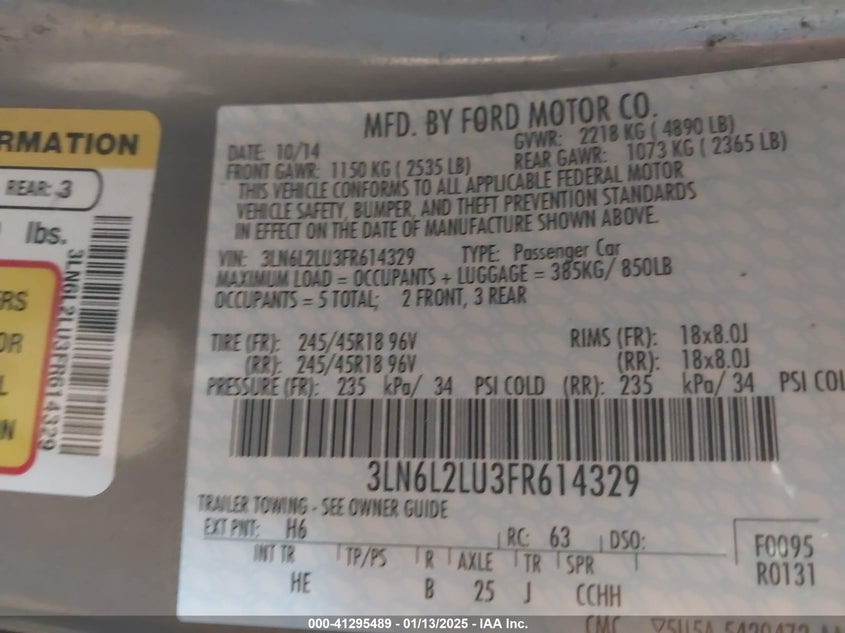 RMATION
REAR: 3
lbs.
3LN6L2LU3FR614329
ERS
OR
L
N
MFD. BY FORD MOTOR CO.
DATE: 10/14 GVWR: 2218 KG ( 4890 LB)
FRONT GAWR: 1150 KG ( 2535 LB) REAR GAWR: 1073 KG ( 2365 LB)
THIS VEHICLE CONFORMS TO ALL APPLICABLE FEDERAL MOTOR
VEHICLE SAFETY, BUMPER, AND THEFT PREVENTION STANDARDS
IN EFFECT ON THE DATE OF MANUFACTURE SHOWN ABOVE.
VIN: 3LN6L2LU3FR614329 TYPE: Passenger Car
MAXIMUM LOAD = OCCUPANTS + LUGGAGE = 385KG/ 850LB
OCCUPANTS = 5 TOTAL; 2 FRONT, 3 REAR
TIRE (FR): 245/45R18 96V RIMS (FR): 18x8.0J
(RR): 245/45R18 96V (RR): 18x8.0J
PRESSURE (FR): 235 kPa/ 34 PSI COLD (RR): 235 kPa/ 34 PSI COL
3LN6L2LU3FR614329
TRAILER TOWING - SEE OWNER GUIDE
EXT PNT: H6 RC: 63 DSO: F0095
INT TR TP/PS R AXLE TR SPR R0131
HE B 25 J CCHH
CMC
000-41295489 - 01/13/2025 - IAA Inc.